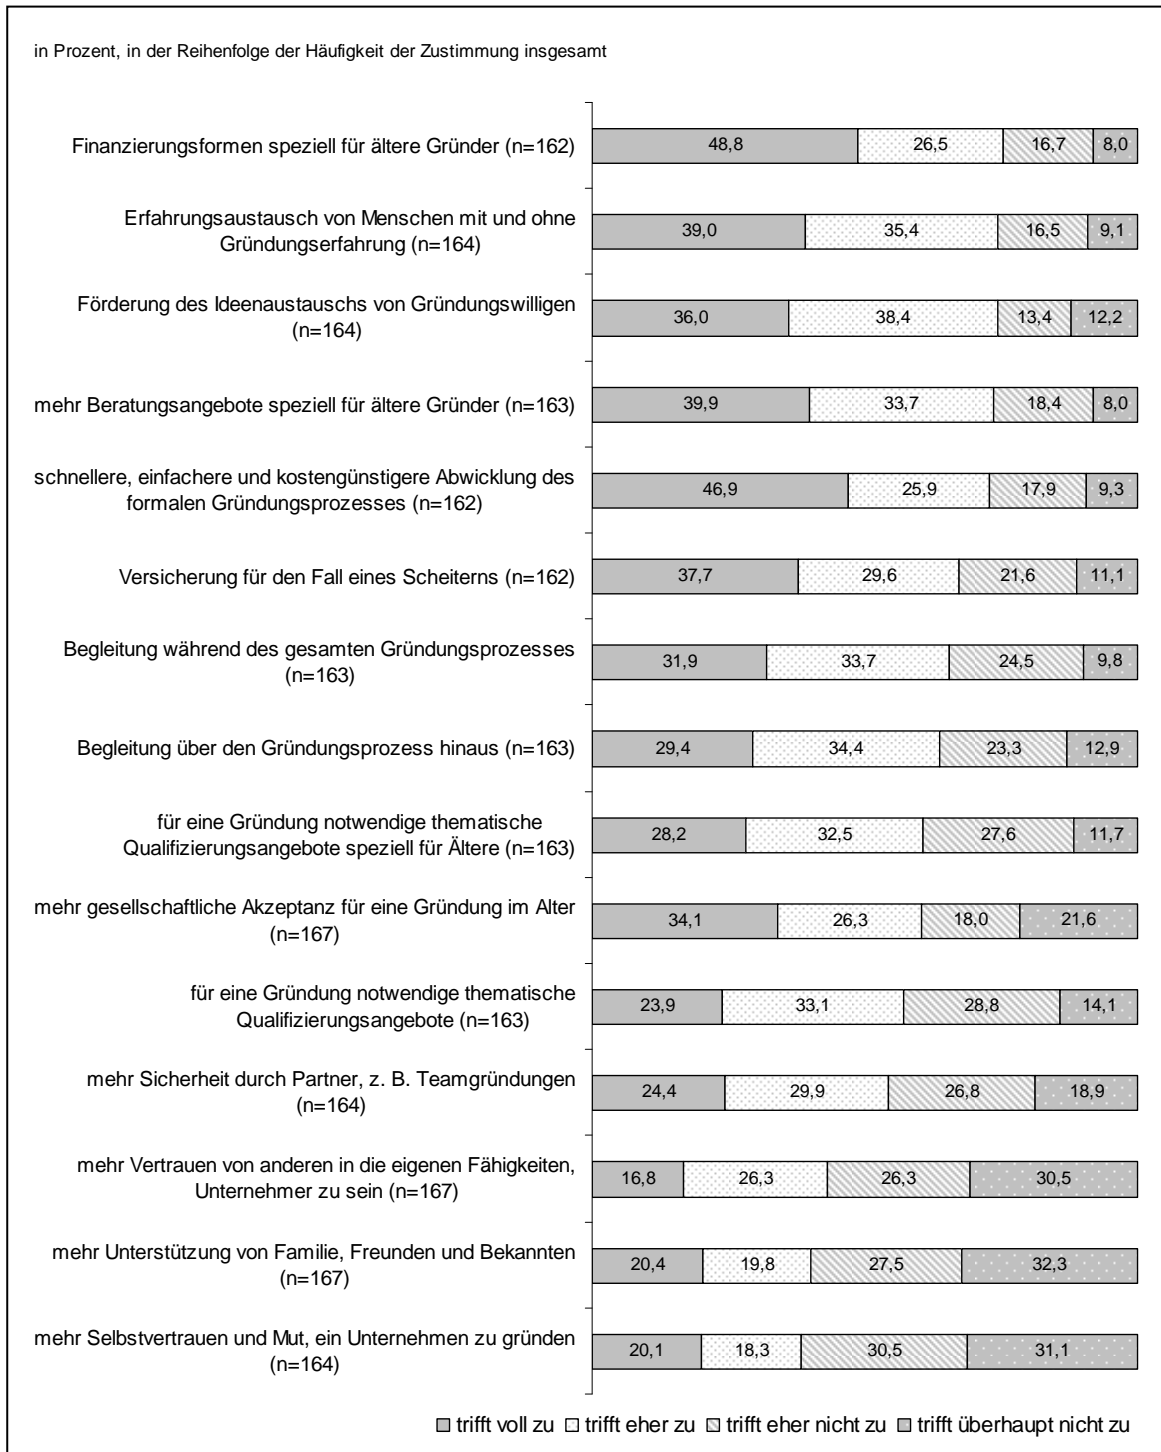 in Prozent, in der Reihenfolge der Häufigkeit der Zustimmung insgesamt
Finanzierungsformen speziell für ältere Gründer (n=162)
48,8 26,5 16,7 8,0
Erfahrungsaustausch von Menschen mit und ohne
Gründungserfahrung (n=164)
39,0 35,4 16,5 9,1
Förderung des Ideenaustauschs von Gründungswilligen
(n=164)
36,0 38,4 13,4 12,2
mehr Beratungsangebote speziell für ältere Gründer (n=163)
39,9 33,7 18,4 8,0
schnellere, einfachere und kostengünstigere Abwicklung des
formalen Gründungsprozesses (n=162)
46,9 25,9 17,9 9,3
Versicherung für den Fall eines Scheiterns (n=162)
37,7 29,6 21,6 11,1
Begleitung während des gesamten Gründungsprozesses
(n=163)
31,9 33,7 24,5 9,8
Begleitung über den Gründungsprozess hinaus (n=163)
29,4 34,4 23,3 12,9
für eine Gründung notwendige thematische
Qualifizierungsangebote speziell für Ältere (n=163)
28,2 32,5 27,6 11,7
mehr gesellschaftliche Akzeptanz für eine Gründung im Alter
(n=167)
34,1 26,3 18,0 21,6
für eine Gründung notwendige thematische
Qualifizierungsangebote (n=163)
23,9 33,1 28,8 14,1
mehr Sicherheit durch Partner, z. B. Teamgründungen
(n=164)
24,4 29,9 26,8 18,9
mehr Vertrauen von anderen in die eigenen Fähigkeiten,
Unternehmer zu sein (n=167)
16,8 26,3 26,3 30,5
mehr Unterstützung von Familie, Freunden und Bekannten
(n=167)
20,4 19,8 27,5 32,3
mehr Selbstvertrauen und Mut, ein Unternehmen zu gründen
(n=164)
20,1 18,3 30,5 31,1
trifft voll zu trifft eher zu trifft eher nicht zu trifft überhaupt nicht zu